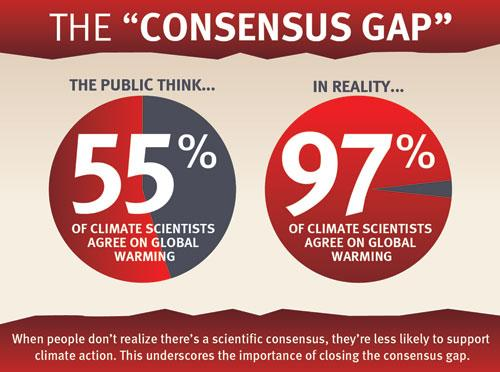 THE “CONSENSUS GAP”
THE PUBLIC THINK...
55%
OF CLIMATE SCIENTISTS
AGREE ON GLOBAL
WARMING
IN REALITY...
97%
OF CLIMATE SCIENTISTS
AGREE ON GLOBAL
WARMING
When people don’t realize there’s a scientific consensus, they’re less likely to support
climate action. This underscores the importance of closing the consensus gap.